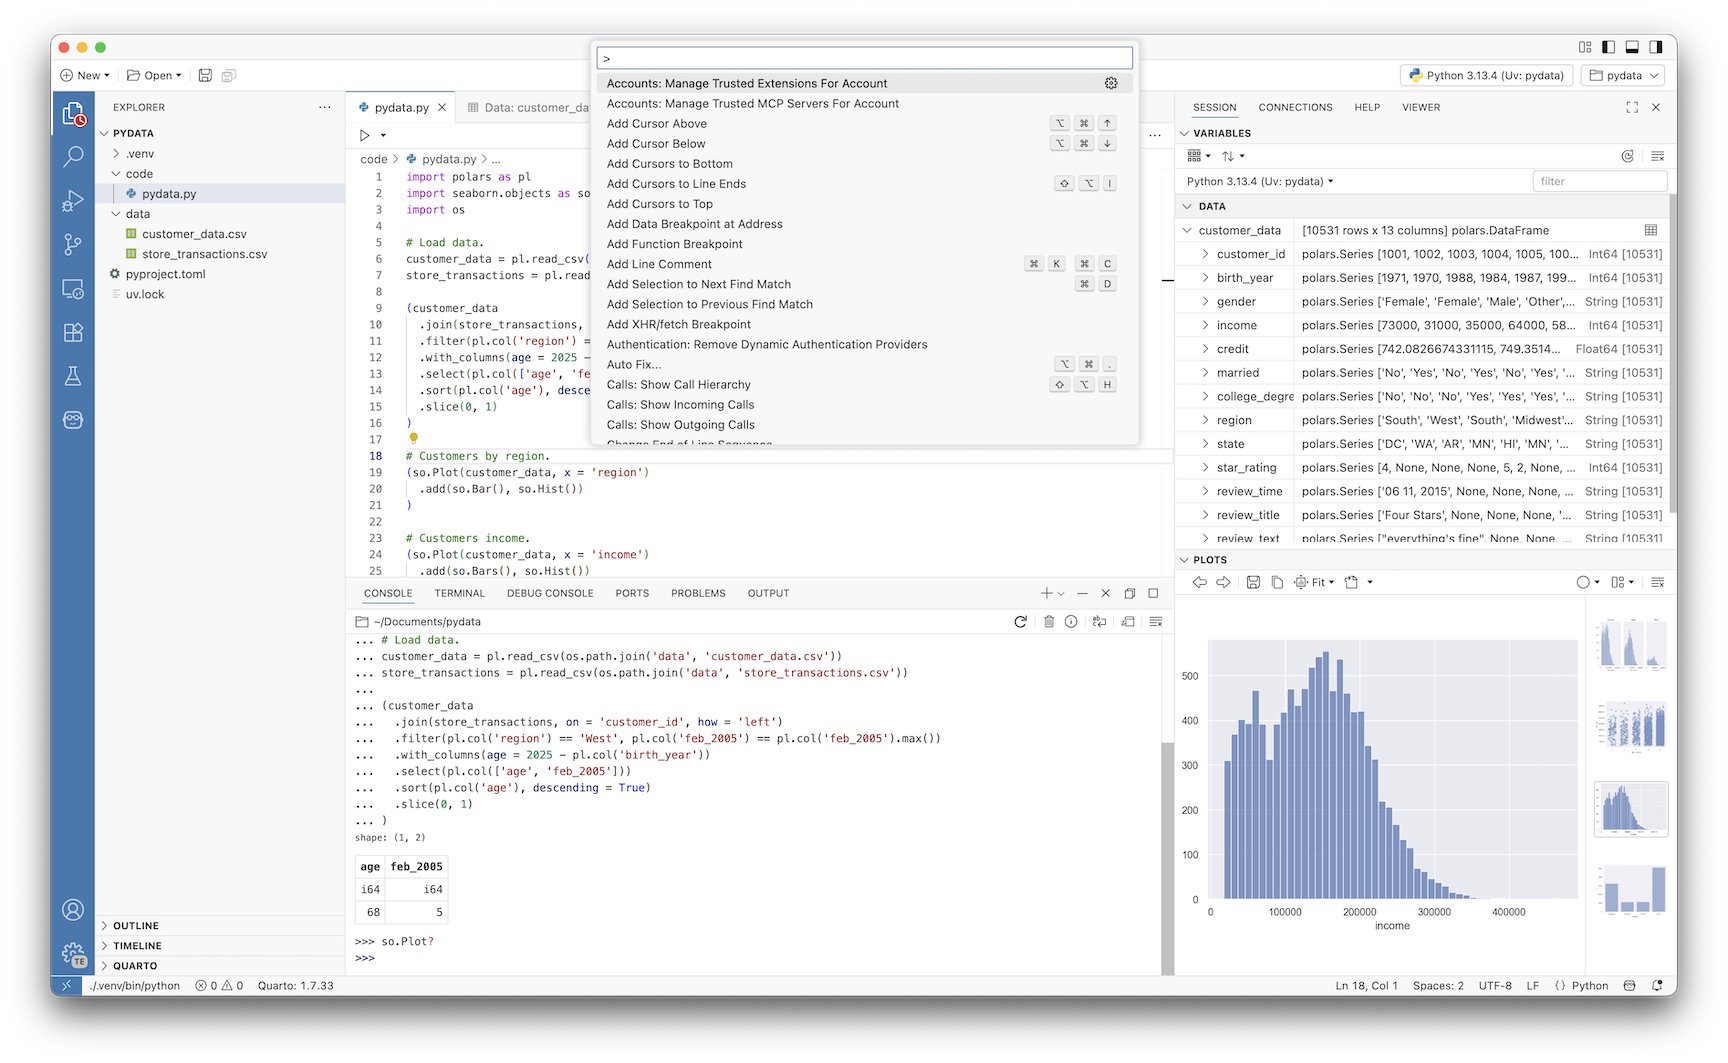 New
Open
Python 3.13.4 (Uv: pydata)
pydata
EXPLORER
PYDATA
.venv
code
pydata.py
data
customer_data.csv
store_transactions.csv
pyproject.toml
uv.lock
OUTLINE
TIMELINE
QUARTO
TE
pydata.py
Data: customer_da
code > pydata.py > ...
1 import polars as pl
2 import seaborn.objects as so
3 import os
4
5 # Load data.
6 customer_data = pl.read_csv(
7 store_transactions = pl.read
8
9 (customer_data
10 .join(store_transactions,
11 .filter(pl.col('region') =
12 .with_columns(age = 2025 -
13 .select(pl.col(['age', 'fe
14 .sort(pl.col('age'), desce
15 .slice(0, 1)
16 )
17
18 # Customers by region.
19 (so.Plot(customer_data, x = 'region')
20 .add(so.Bar(), so.Hist())
21 )
22
23 # Customers income.
24 (so.Plot(customer_data, x = 'income')
25 .add(so.Bars(), so.Hist())
>
Accounts: Manage Trusted Extensions For Account
Accounts: Manage Trusted MCP Servers For Account
Add Cursor Above ⌥ ⌘ ↑
Add Cursor Below ⌥ ⌘ ↓
Add Cursors to Bottom
Add Cursors to Line Ends ⇧ ⌥ I
Add Cursors to Top
Add Data Breakpoint at Address
Add Function Breakpoint
Add Line Comment ⌘ K ⌘ C
Add Selection to Next Find Match ⌘ D
Add Selection to Previous Find Match
Add XHR/fetch Breakpoint
Authentication: Remove Dynamic Authentication Providers
Auto Fix... ⌥ ⌘ .
Calls: Show Call Hierarchy ⇧ ⌥ H
Calls: Show Incoming Calls
Calls: Show Outgoing Calls
Change End of Line Sequence
CONSOLE TERMINAL DEBUG CONSOLE PORTS PROBLEMS OUTPUT
~/Documents/pydata
... # Load data.
... customer_data = pl.read_csv(os.path.join('data', 'customer_data.csv'))
... store_transactions = pl.read_csv(os.path.join('data', 'store_transactions.csv'))
...
... (customer_data
... .join(store_transactions, on = 'customer_id', how = 'left')
... .filter(pl.col('region') == 'West', pl.col('feb_2005') == pl.col('feb_2005').max())
... .with_columns(age = 2025 - pl.col('birth_year'))
... .select(pl.col(['age', 'feb_2005']))
... .sort(pl.col('age'), descending = True)
... .slice(0, 1)
... )
shape: (1, 2)
age feb_2005
i64 i64
68 5
>>> so.Plot?
>>>
SESSION CONNECTIONS HELP VIEWER
VARIABLES
Python 3.13.4 (Uv: pydata)
filter
DATA
customer_data [10531 rows x 13 columns] polars.DataFrame
customer_id polars.Series [1001, 1002, 1003, 1004, 1005, 100... Int64 [10531]
birth_year polars.Series [1971, 1970, 1988, 1984, 1987, 199... Int64 [10531]
gender polars.Series ['Female', 'Female', 'Male', 'Other',... String [10531]
income polars.Series [73000, 31000, 35000, 64000, 58... Int64 [10531]
credit polars.Series [742.0826674331115, 749.3514... Float64 [10531]
married polars.Series ['No', 'Yes', 'No', 'Yes', 'No', 'Yes'... String [10531]
college_degre polars.Series ['No', 'No', 'No', 'Yes', 'Yes', 'Yes',... String [10531]
region polars.Series ['South', 'West', 'South', 'Midwest'... String [10531]
state polars.Series ['DC', 'WA', 'AR', 'MN', 'HI', 'MN', '... String [10531]
star_rating polars.Series [4, None, None, None, 5, 2, None, ... Int64 [10531]
review_time polars.Series ['06 11, 2015', None, None, None, ... String [10531]
review_title polars.Series ['Four Stars', None, None, None, '... String [10531]
review_text polars.Series ["everything's fine", None, None, ... String [10531]
PLOTS
Fit
500
400
300
200
100
0
0 100000 200000 300000 400000
income
./.venv/bin/python 0 0 Quarto: 1.7.33
Ln 18, Col 1 Spaces: 2 UTF-8 LF {} Python